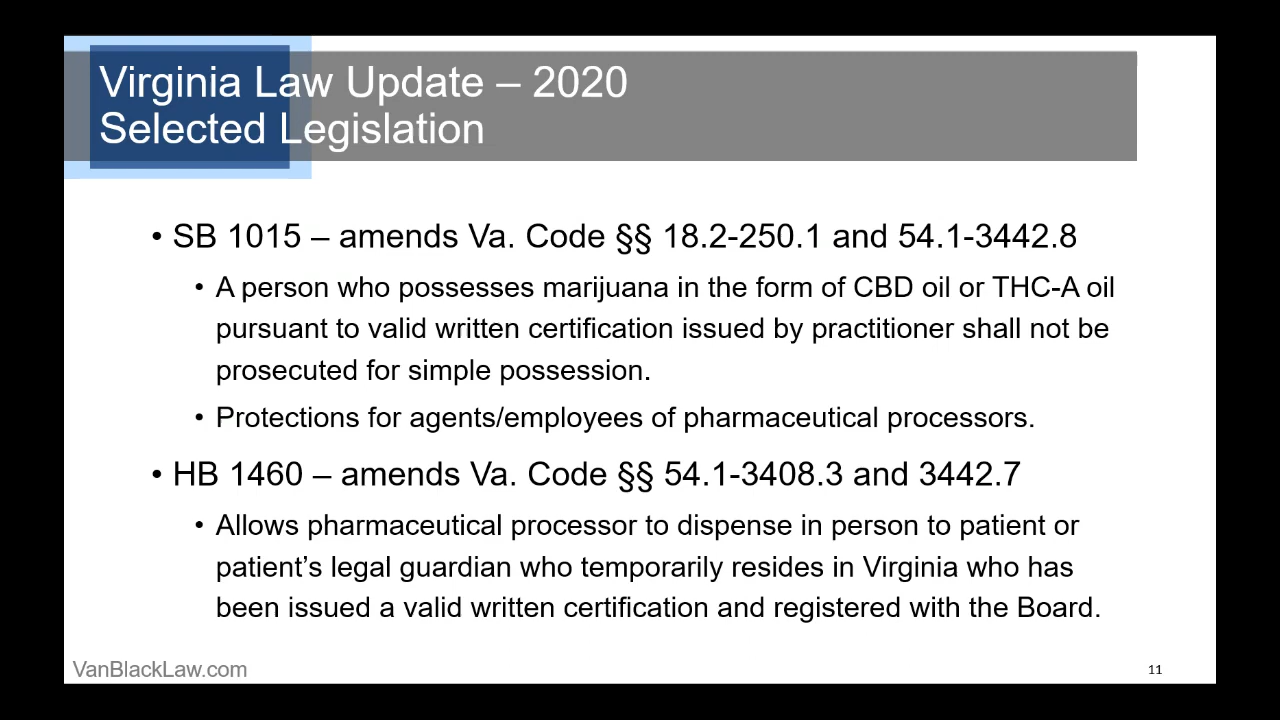 Virginia Law Update – 2020
Selected Legislation
• SB 1015 – amends Va. Code §§ 18.2-250.1 and 54.1-3442.8
• A person who possesses marijuana in the form of CBD oil or THC-A oil
pursuant to valid written certification issued by practitioner shall not be
prosecuted for simple possession.
• Protections for agents/employees of pharmaceutical processors.
• HB 1460 – amends Va. Code §§ 54.1-3408.3 and 3442.7
• Allows pharmaceutical processor to dispense in person to patient or
patient’s legal guardian who temporarily resides in Virginia who has
been issued a valid written certification and registered with the Board.
VanBlackLaw.com
11